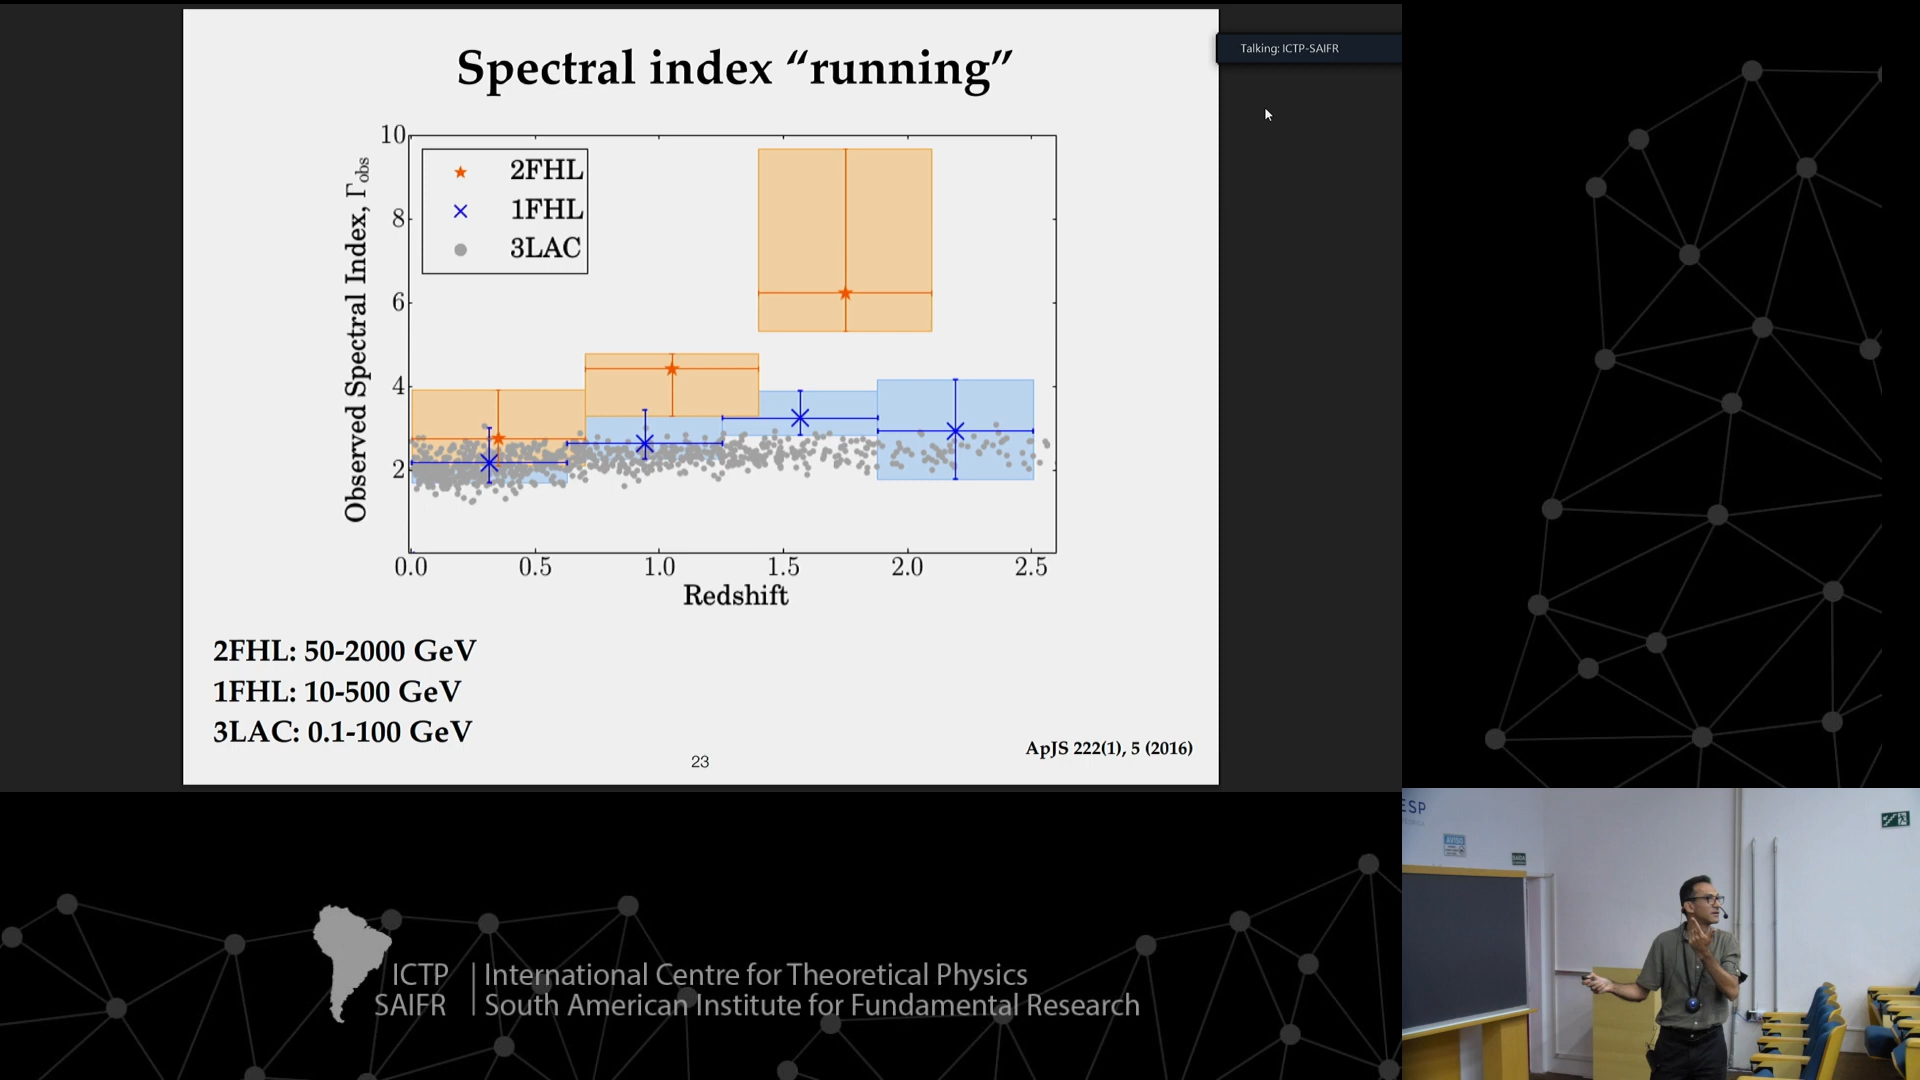 Spectral index “running”
Talking: ICTP-SAIFR
10
8
6
4
2
Observed Spectral Index, Γobs
2FHL
1FHL
3LAC
0.0 0.5 1.0 1.5 2.0 2.5
Redshift
2FHL: 50-2000 GeV
1FHL: 10-500 GeV
3LAC: 0.1-100 GeV
23
ApJS 222(1), 5 (2016)
ICTP | International Centre for Theoretical Physics
SAIFR | South American Institute for Fundamental Research
ESP
AVISO
SAÍDA